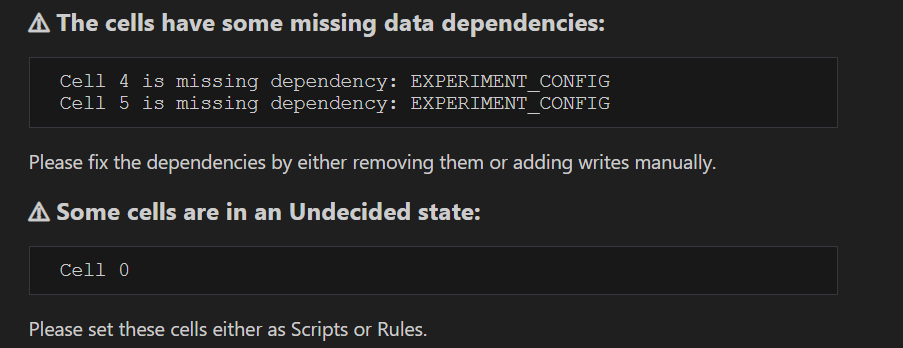 ⚠ The cells have some missing data dependencies:
Cell 4 is missing dependency: EXPERIMENT_CONFIG
Cell 5 is missing dependency: EXPERIMENT_CONFIG
Please fix the dependencies by either removing them or adding writes manually.
⚠ Some cells are in an Undecided state:
Cell 0
Please set these cells either as Scripts or Rules.